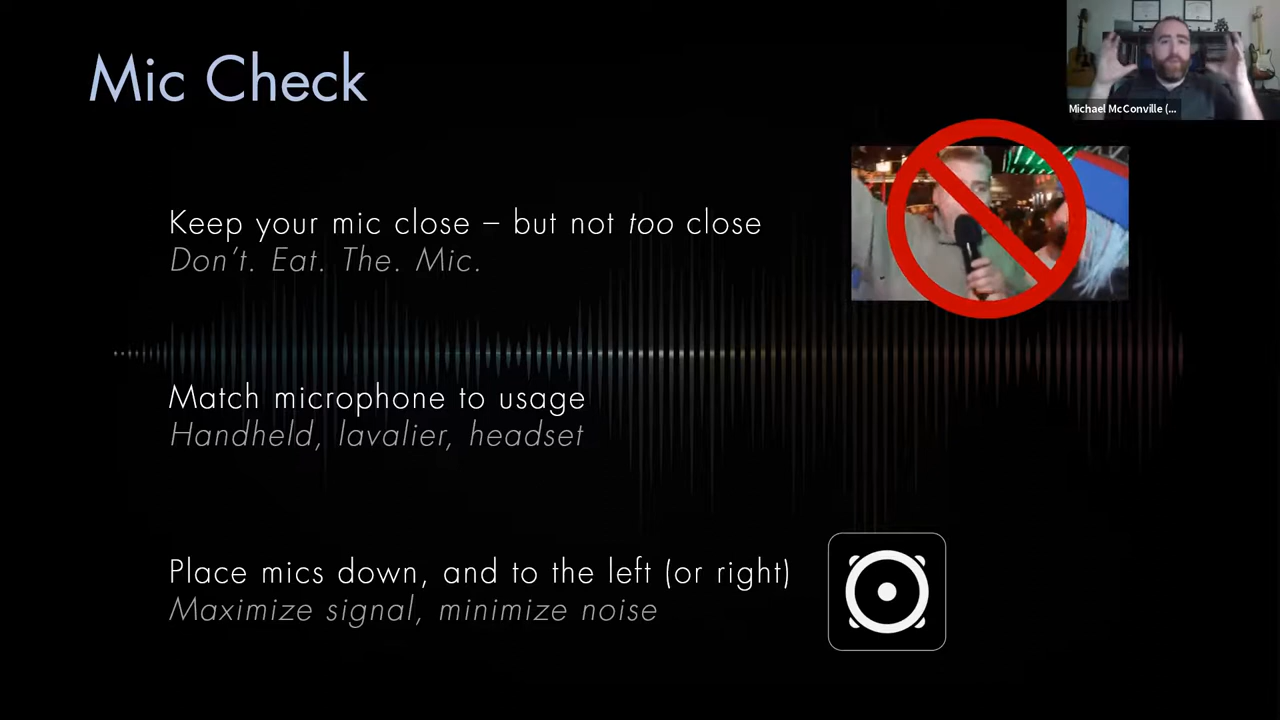 Mic Check
Michael McConville (...
Keep your mic close – but not too close
Don't. Eat. The. Mic.
Match microphone to usage
Handheld, lavalier, headset
Place mics down, and to the left (or right)
Maximize signal, minimize noise